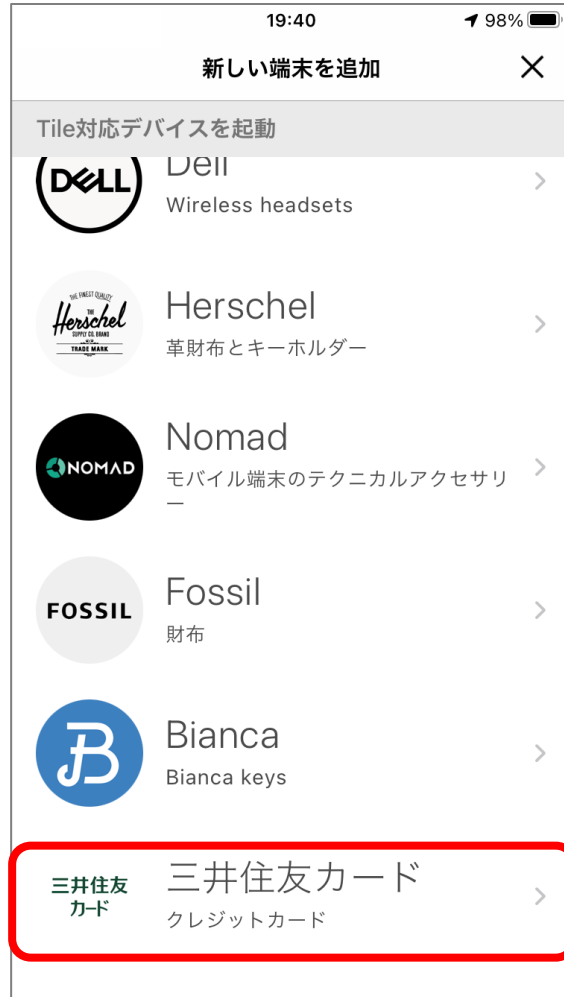 19:40
98%
新しい端末を追加
Tile対応デバイスを起動
DELL
Dell
Wireless headsets
THE FINEST QUALITY
THE
Herschel
SUPPLY CO. BRAND
TRADE MARK
Herschel
革財布とキーホルダー
NOMAD
Nomad
モバイル端末のテクニカルアクセサリ
ー
FOSSIL
Fossil
財布
B
Bianca
Bianca keys
三井住友
カード
三井住友カード
クレジットカード